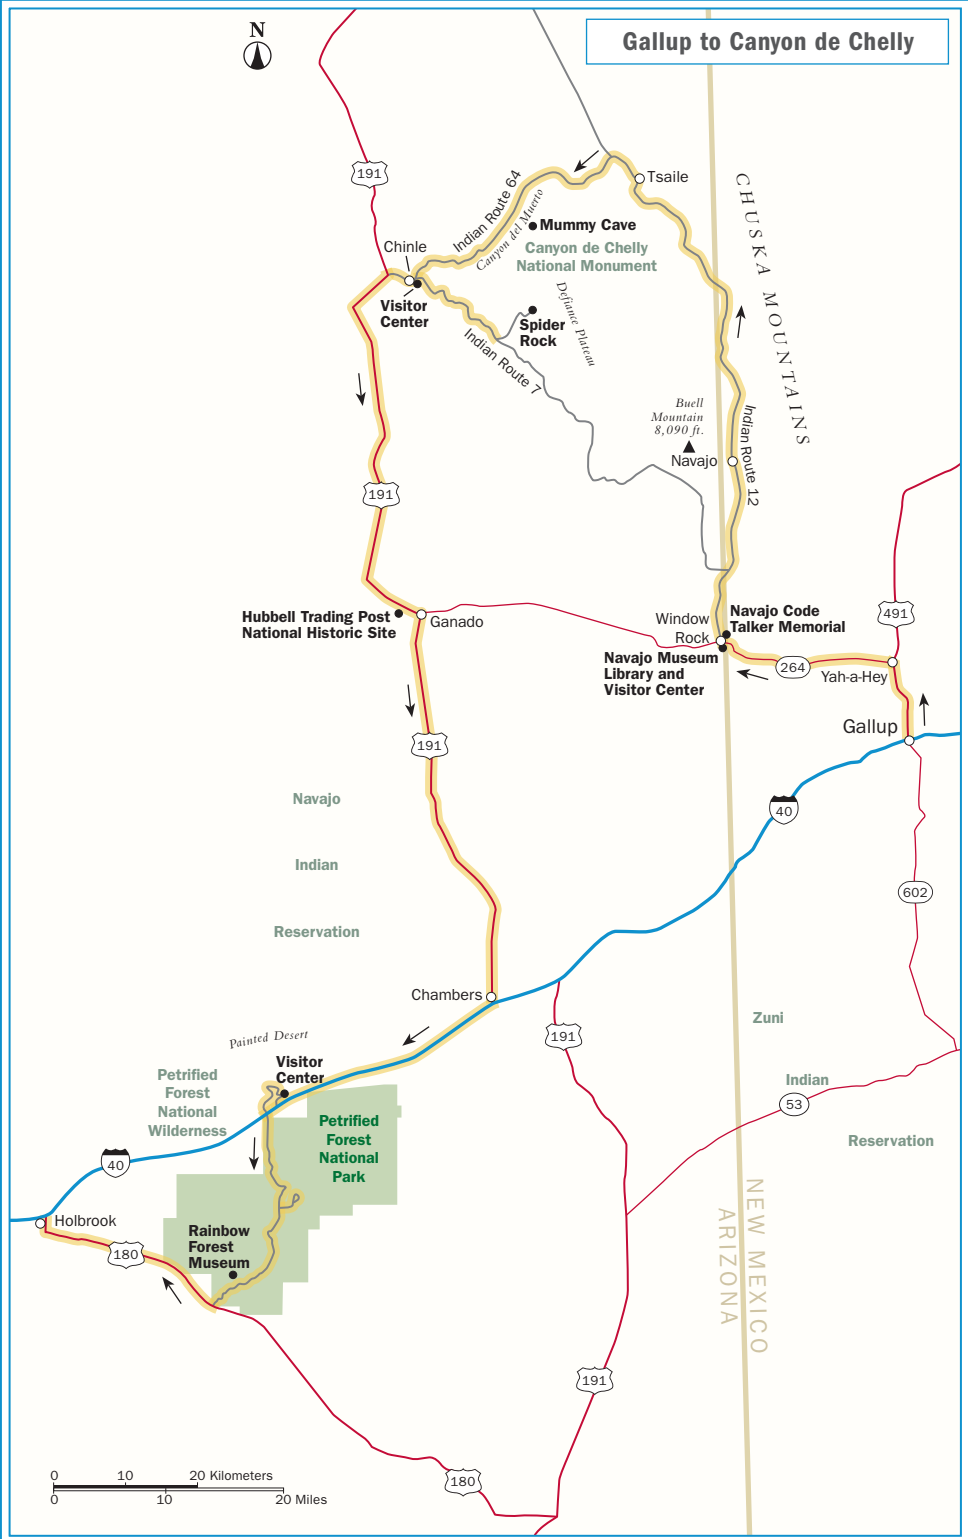 Gallup to Canyon de Chelly
N
191
Tsaile
Indian Route 64
Canyon del Muerto
Mummy Cave
Canyon de Chelly
National Monument
CHUSKA MOUNTAINS
Chinle
Visitor
Center
Spider
Rock
Defiance Plateau
Indian Route 7
Buell
Mountain
8,090 ft.
Navajo
Indian Route 12
191
491
Hubbell Trading Post
National Historic Site
Ganado
Window
Rock
Navajo Code
Talker Memorial
Navajo Museum
Library and
Visitor Center
264
Yah-a-Hey
Gallup
191
40
Navajo
Indian
Reservation
602
Chambers
191
Zuni
Indian
Reservation
53
Painted Desert
Visitor
Center
Petrified
Forest
National
Wilderness
Petrified
Forest
National
Park
40
Holbrook
180
Rainbow
Forest
Museum
NEW MEXICO
ARIZONA
191
180
0 10 20 Kilometers
0 10 20 Miles